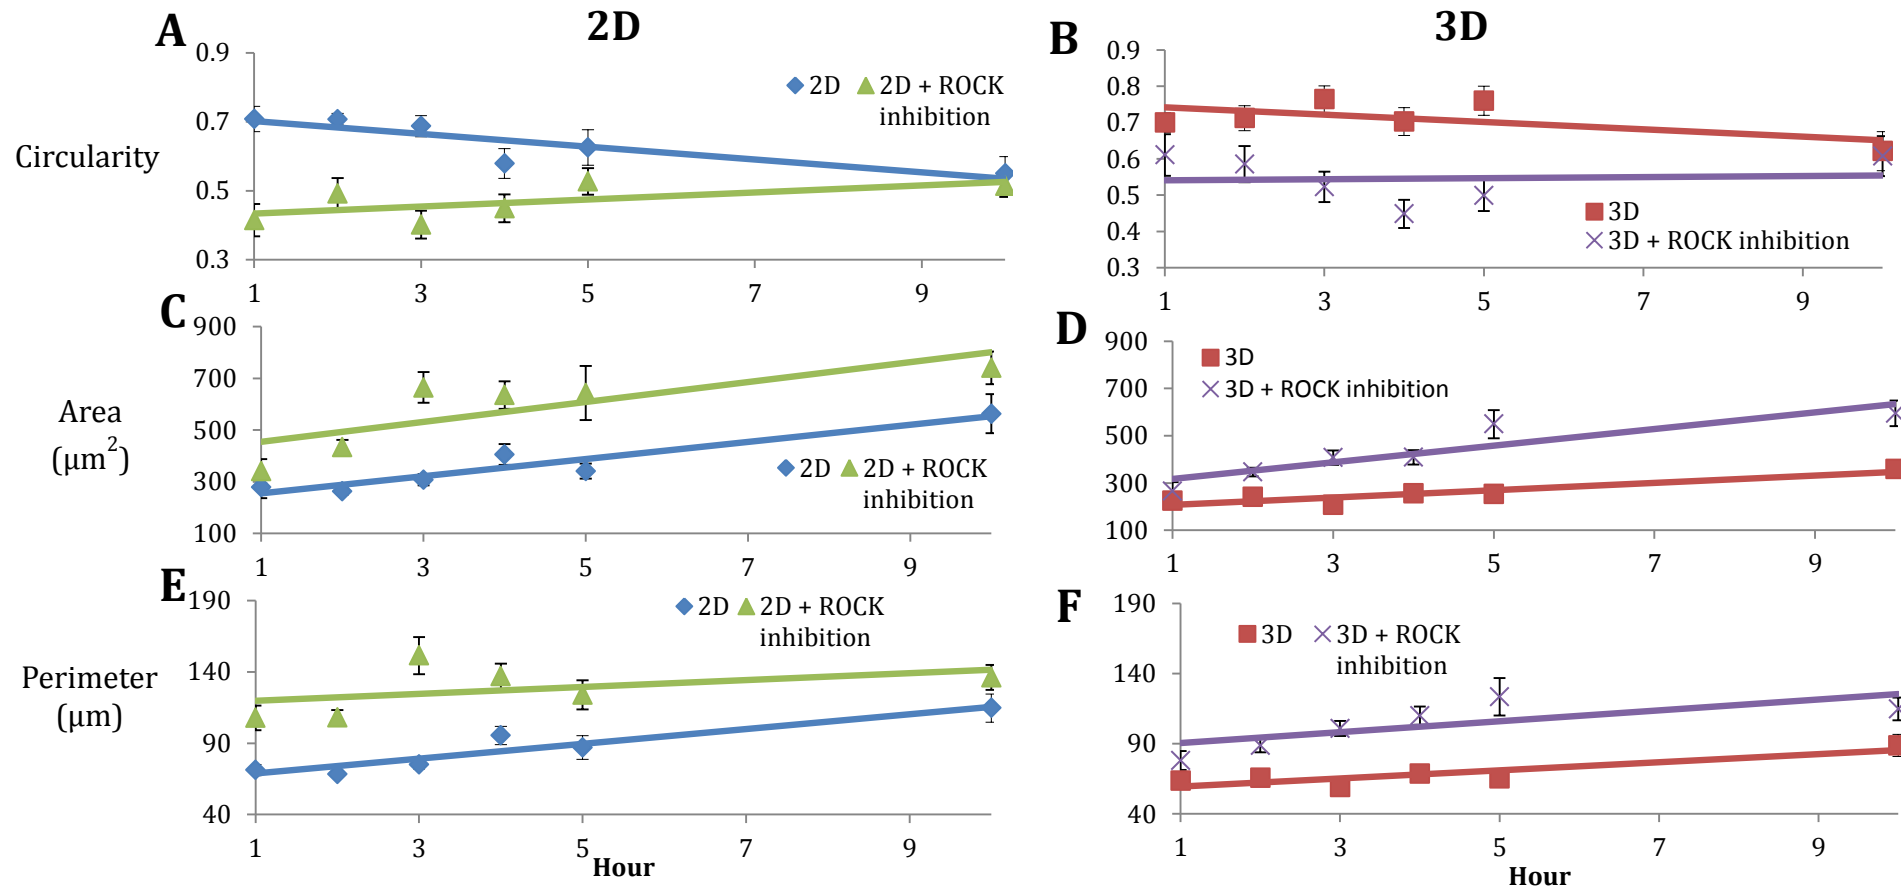 2D
3D
A
0.9
0.7
0.5
0.3
1
3
5
7
9
2D
2D + ROCK
inhibition
Circularity
B
0.9
0.8
0.7
0.6
0.5
0.4
0.3
1
3
5
7
9
3D
3D + ROCK inhibition
C
900
700
500
300
100
1
3
5
7
9
2D
2D + ROCK
inhibition
Area
(μm²)
D
900
700
500
300
100
1
3
5
7
9
3D
3D + ROCK inhibition
E
190
140
90
40
1
3
5
7
9
2D
2D + ROCK
inhibition
Perimeter
(μm)
Hour
F
190
140
90
40
1
3
5
7
9
3D
3D + ROCK
inhibition
Hour